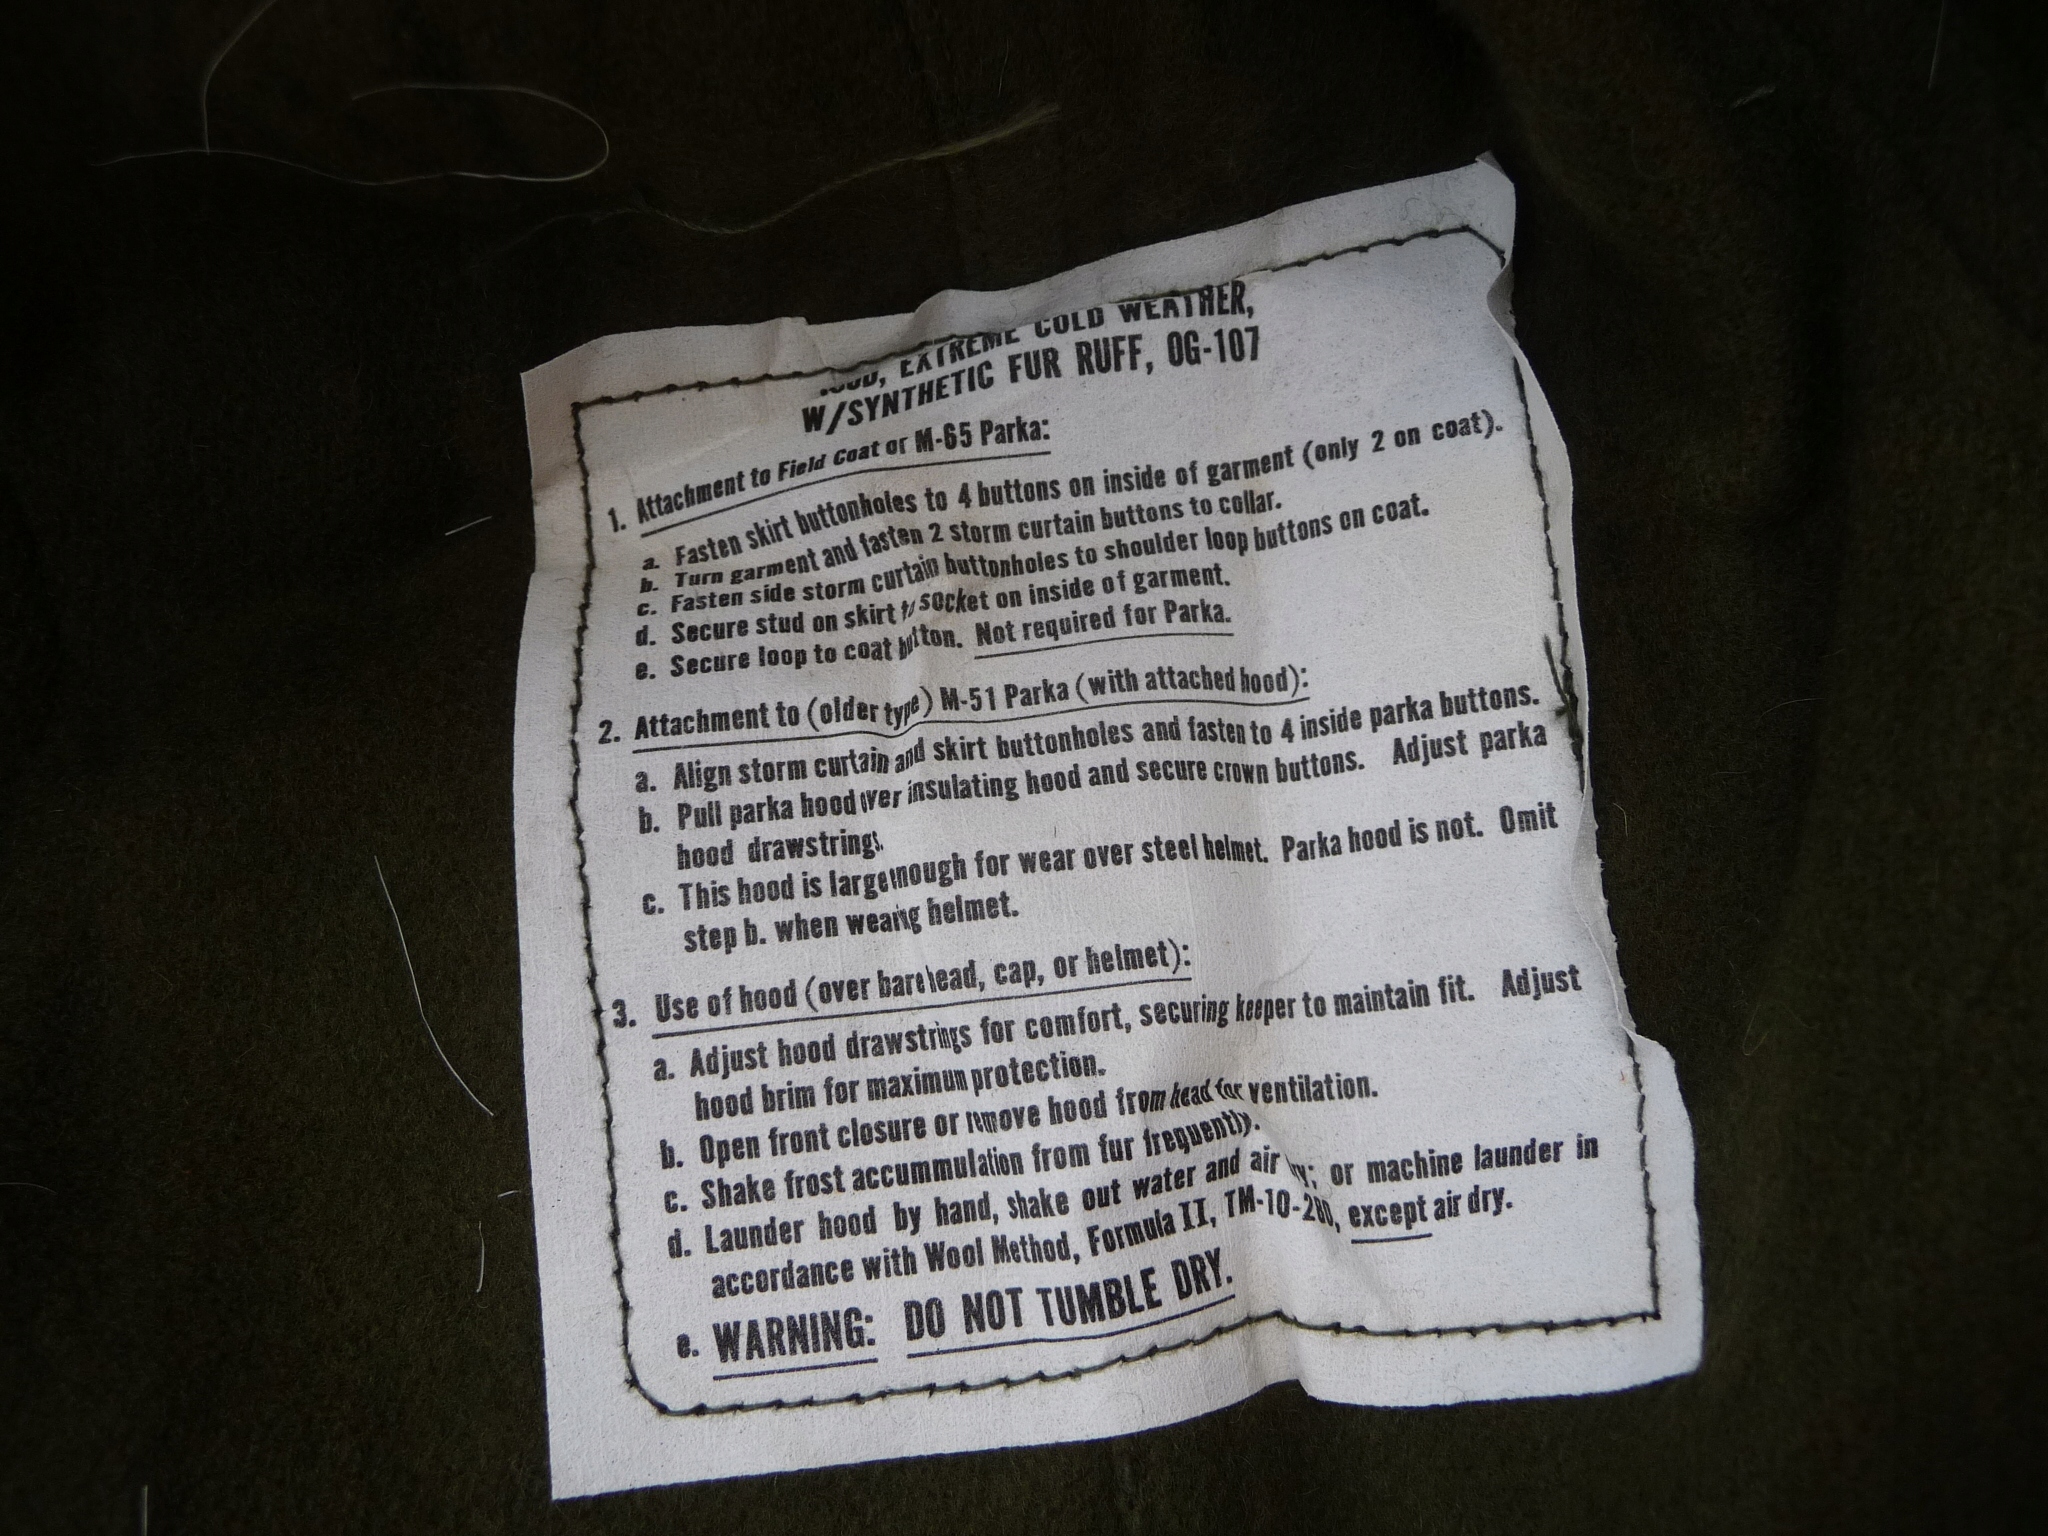 EXTREME COLD WEATHER,
W/SYNTHETIC FUR RUFF, OG-107
1. Attachment to Field Coat or M-65 Parka:
a. Fasten skirt buttonholes to 4 buttons on inside of garment (only 2 on coat).
b. Turn garment and fasten 2 storm curtain buttons to collar.
c. Fasten side storm curtain buttonholes to shoulder loop buttons on coat.
d. Secure stud on skirt to socket on inside of garment.
e. Secure loop to coat button. Not required for Parka.
2. Attachment to (older type) M-51 Parka (with attached hood):
a. Align storm curtain and skirt buttonholes and fasten to 4 inside parka buttons.
b. Pull parka hood over insulating hood and secure crown buttons. Adjust parka
hood drawstrings.
c. This hood is large enough for wear over steel helmet. Parka hood is not. Omit
step b. when wearing helmet.
3. Use of hood (over barehead, cap, or helmet):
a. Adjust hood drawstrings for comfort, securing keeper to maintain fit. Adjust
hood brim for maximum protection.
b. Open front closure or remove hood from head for ventilation.
c. Shake frost accummulation from fur frequently.
d. Launder hood by hand, shake out water and air dry; or machine launder in
accordance with Wool Method, Formula II, TM-10-280, except air dry.
e. WARNING: DO NOT TUMBLE DRY.